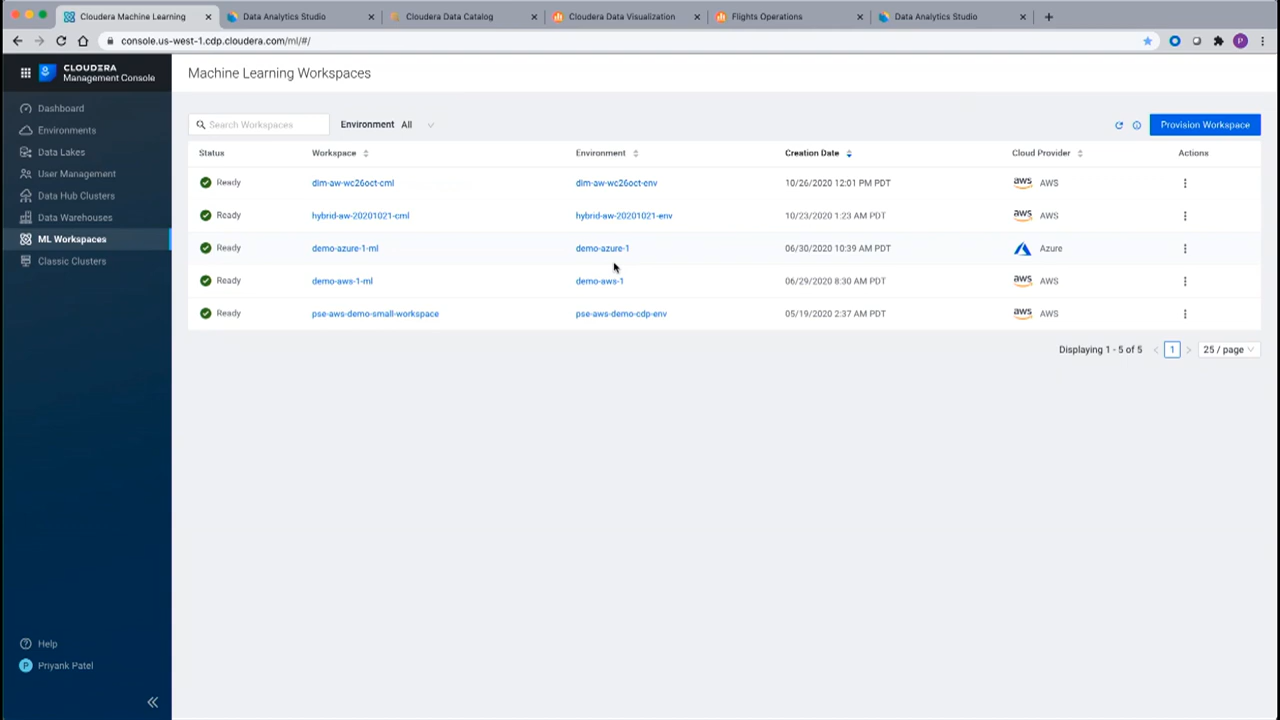 Cloudera Machine Learning
Data Analytics Studio
Cloudera Data Catalog
Cloudera Data Visualization
Flights Operations
Data Analytics Studio
console.us-west-1.cdp.cloudera.com/ml/#/
P
CLOUDERA
Management Console
Machine Learning Workspaces
Dashboard
Environments
Data Lakes
User Management
Data Hub Clusters
Data Warehouses
ML Workspaces
Classic Clusters
Search Workspaces
Environment All
Provision Workspace
Status Workspace Environment Creation Date Cloud Provider Actions
Ready dim-aw-wc26oct-cml dim-aw-wc26oct-env 10/26/2020 12:01 PM PDT aws AWS
Ready hybrid-aw-20201021-cml hybrid-aw-20201021-env 10/23/2020 1:23 AM PDT aws AWS
Ready demo-azure-1-ml demo-azure-1 06/30/2020 10:39 AM PDT Azure
Ready demo-aws-1-ml demo-aws-1 06/29/2020 8:30 AM PDT aws AWS
Ready pse-aws-demo-small-workspace pse-aws-demo-cdp-env 05/19/2020 2:37 AM PDT aws AWS
Displaying 1 - 5 of 5 < 1 > 25 / page
Help
P Priyank Patel